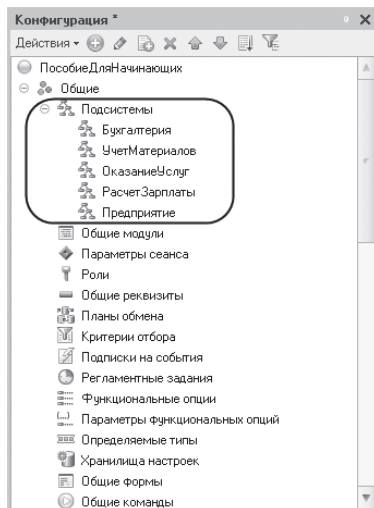 Конфигурация *
Действия
ПособиеДляНачинающих
Общие
Подсистемы
Бухгалтерия
УчетМатериалов
ОказаниеУслуг
РасчетЗарплаты
Предприятие
Общие модули
Параметры сеанса
Роли
Общие реквизиты
Планы обмена
Критерии отбора
Подписки на события
Регламентные задания
Функциональные опции
Параметры функциональных опций
Определяемые типы
Хранилища настроек
Общие формы
Общие команды